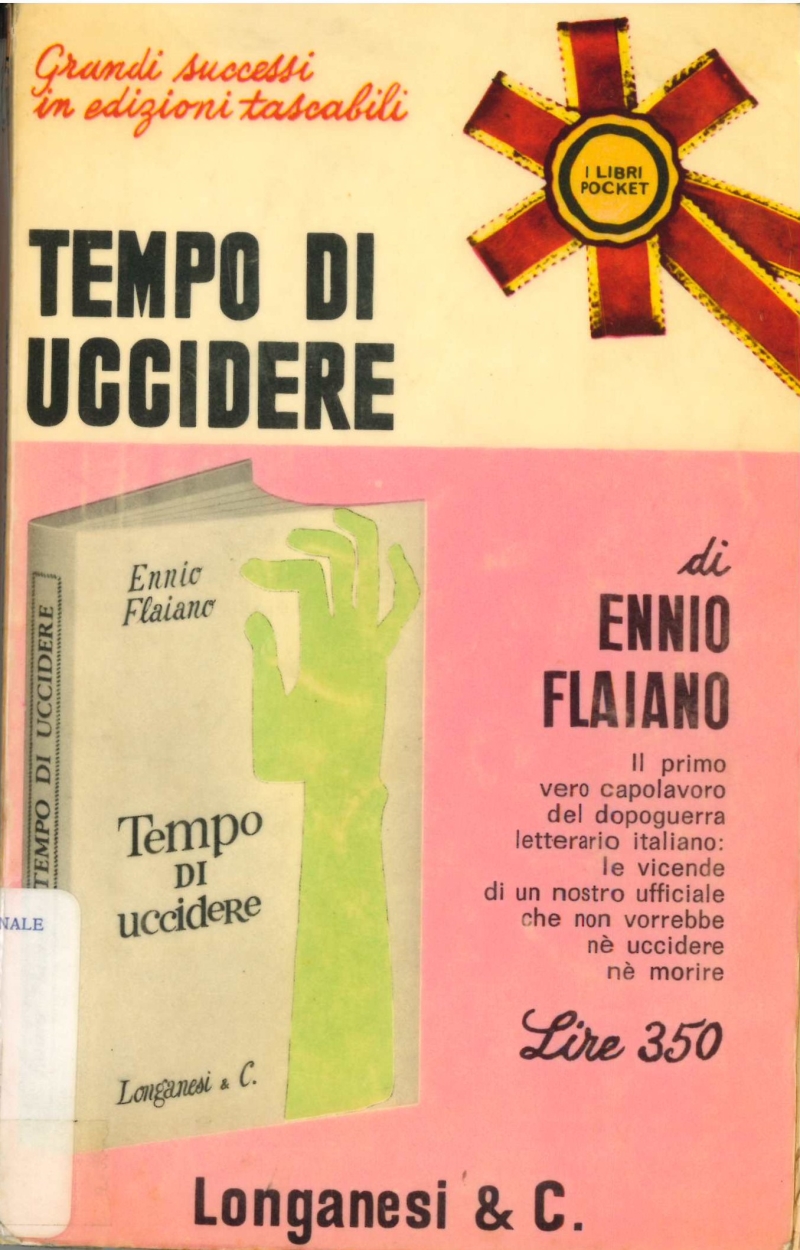 Grandi successi
in edizioni tascabili
I LIBRI
POCKET
TEMPO DI
UCCIDERE
Ennio
Flaiano
TEMPO DI UCCIDERE
Tempo
DI
uccideRe
Longanesi & C.
di
ENNIO
FLAIANO
Il primo
vero capolavoro
del dopoguerra
letterario italiano:
le vicende
di un nostro ufficiale
che non vorrebbe
nè uccidere
nè morire
Lire 350
NALE
Longanesi & C.